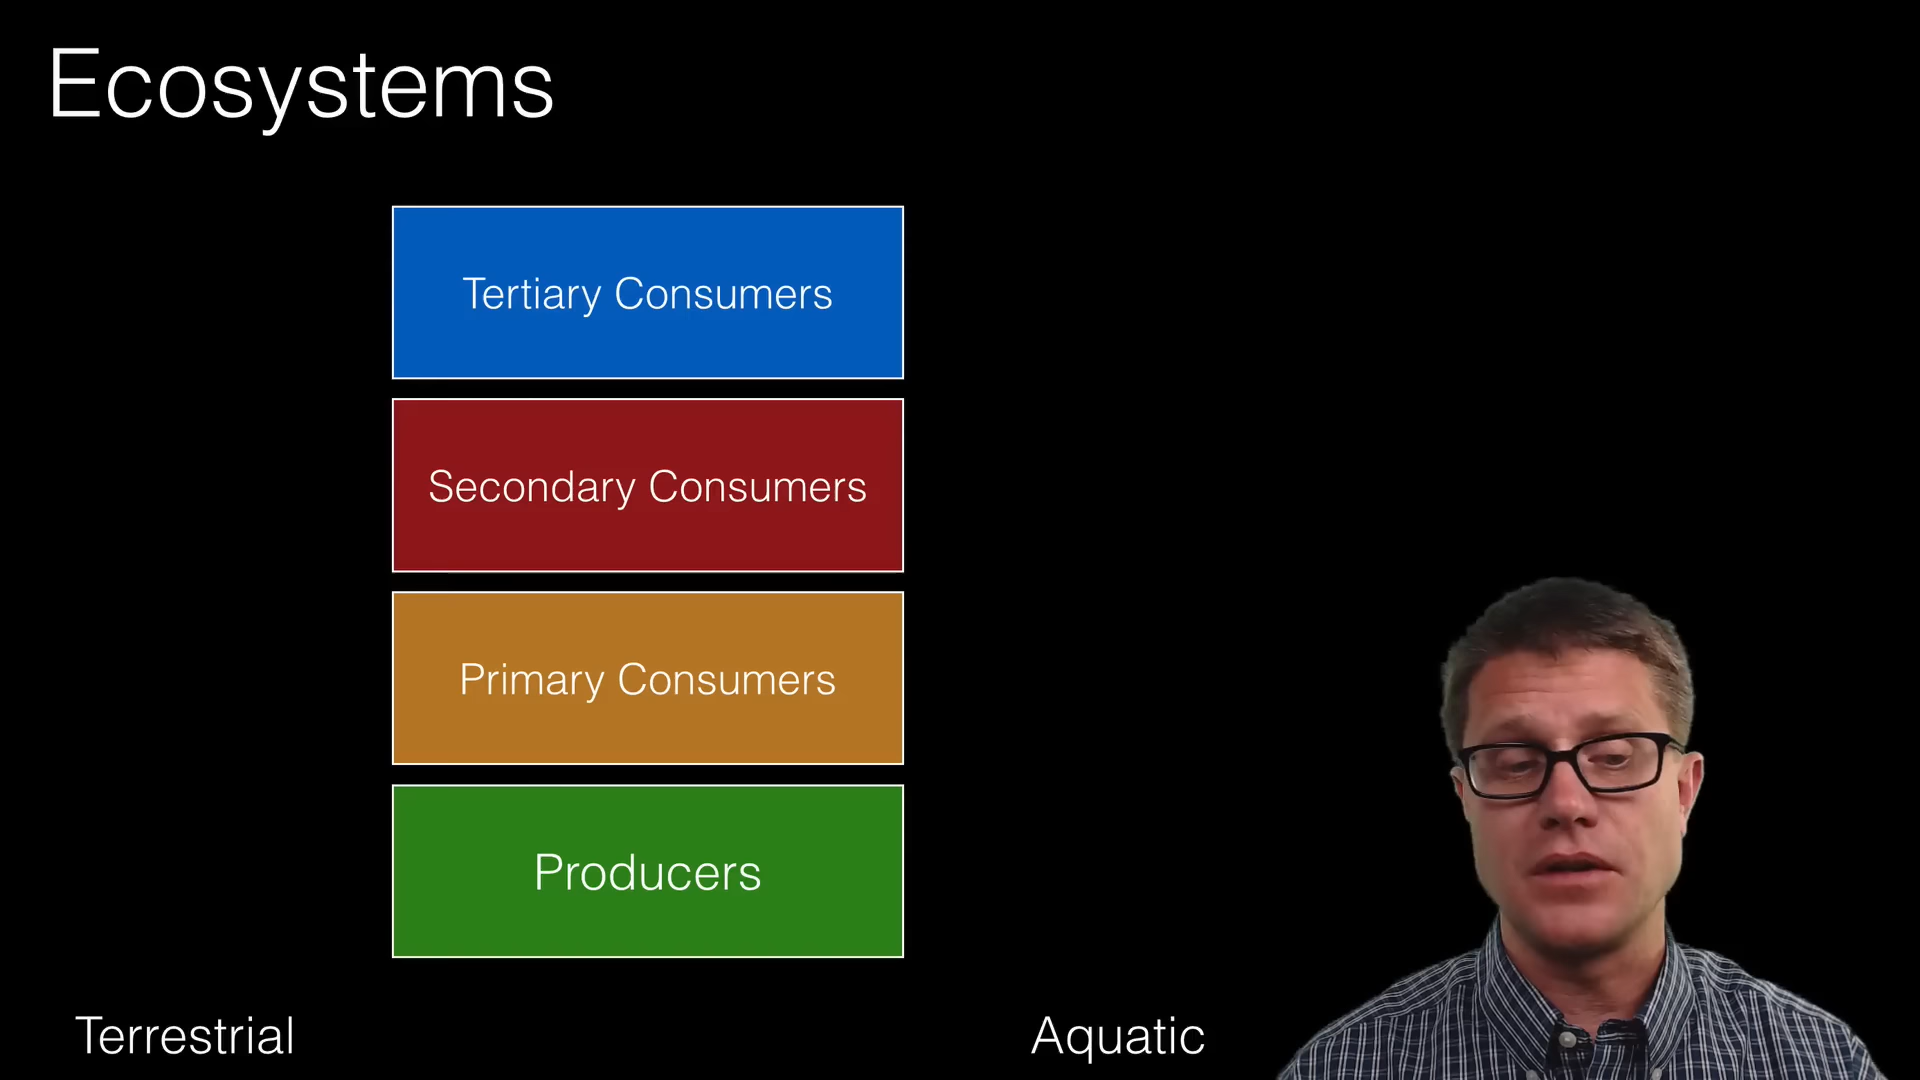 Ecosystems
Tertiary Consumers
Secondary Consumers
Primary Consumers
Producers
Terrestrial
Aquatic